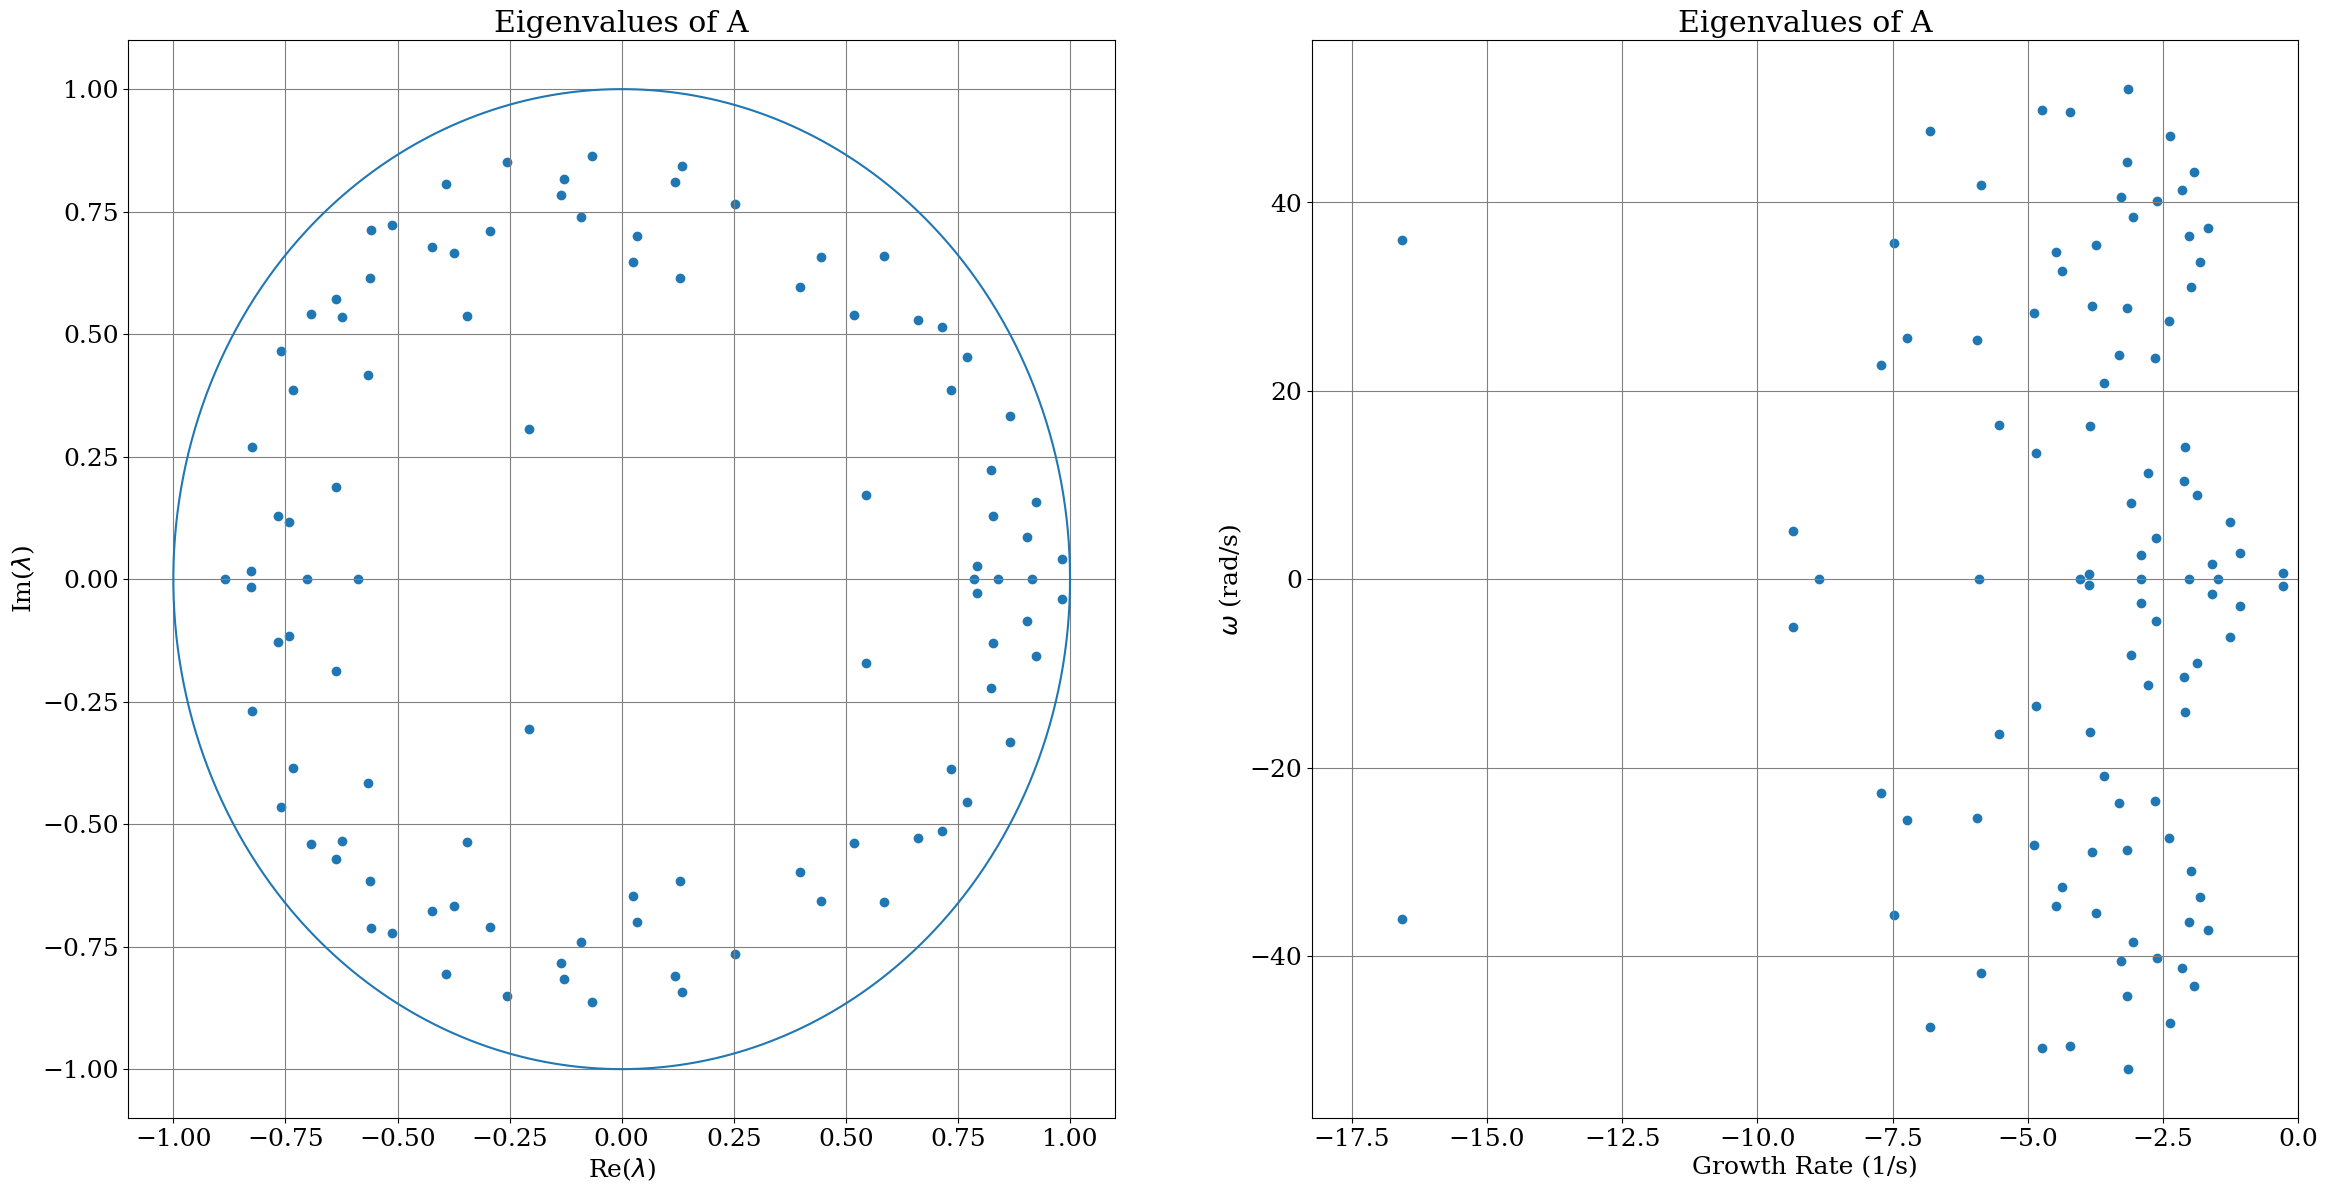 Eigenvalues of A
1.00
0.75
0.50
0.25
0.00
−0.25
−0.50
−0.75
−1.00
Im(λ)
−1.00 −0.75 −0.50 −0.25 0.00 0.25 0.50 0.75 1.00
Re(λ)
Eigenvalues of A
40
20
0
−20
−40
ω (rad/s)
−17.5 −15.0 −12.5 −10.0 −7.5 −5.0 −2.5 0.0
Growth Rate (1/s)